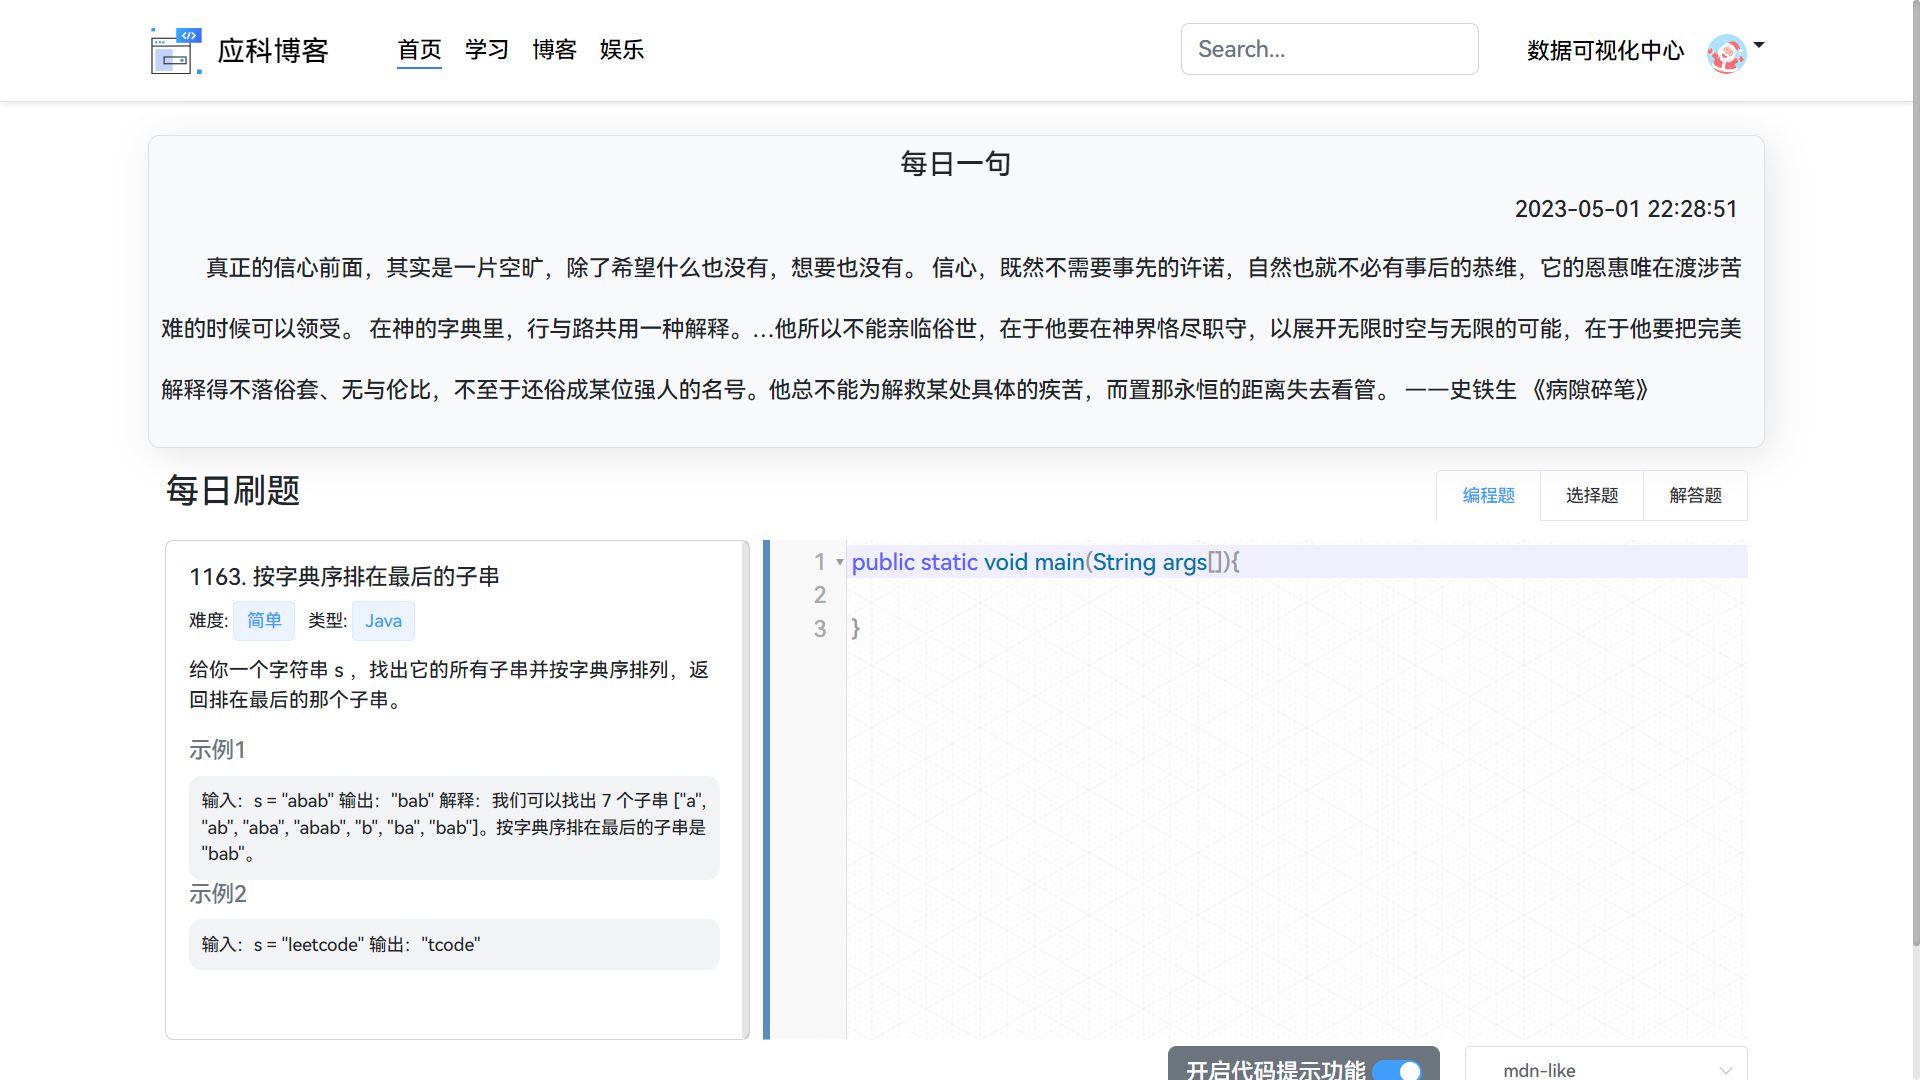 应科博客
首页 学习 博客 娱乐
Search...
数据可视化中心
每日一句
2023-05-01 22:28:51
真正的信心前面，其实是一片空旷，除了希望什么也没有，想要也没有。 信心，既然不需要事先的许诺，自然也就不必有事后的恭维，它的恩惠唯在渡涉苦
难的时候可以领受。 在神的字典里，行与路共用一种解释。…他所以不能亲临俗世，在于他要在神界恪尽职守，以展开无限时空与无限的可能，在于他要把完美
解释得不落俗套、无与伦比，不至于还俗成某位强人的名号。他总不能为解救某处具体的疾苦，而置那永恒的距离失去看管。 一一史铁生 《病隙碎笔》
每日刷题
编程题 选择题 解答题
1163. 按字典序排在最后的子串
难度: 简单 类型: Java
给你一个字符串 s ，找出它的所有子串并按字典序排列，返
回排在最后的那个子串。
示例1
输入：s = "abab" 输出："bab" 解释：我们可以找出 7 个子串 ["a",
"ab", "aba", "abab", "b", "ba", "bab"]。按字典序排在最后的子串是
"bab"。
示例2
输入：s = "leetcode" 输出："tcode"
1 public static void main(String args[]){
2
3 }
开启代码提示功能
mdn-like